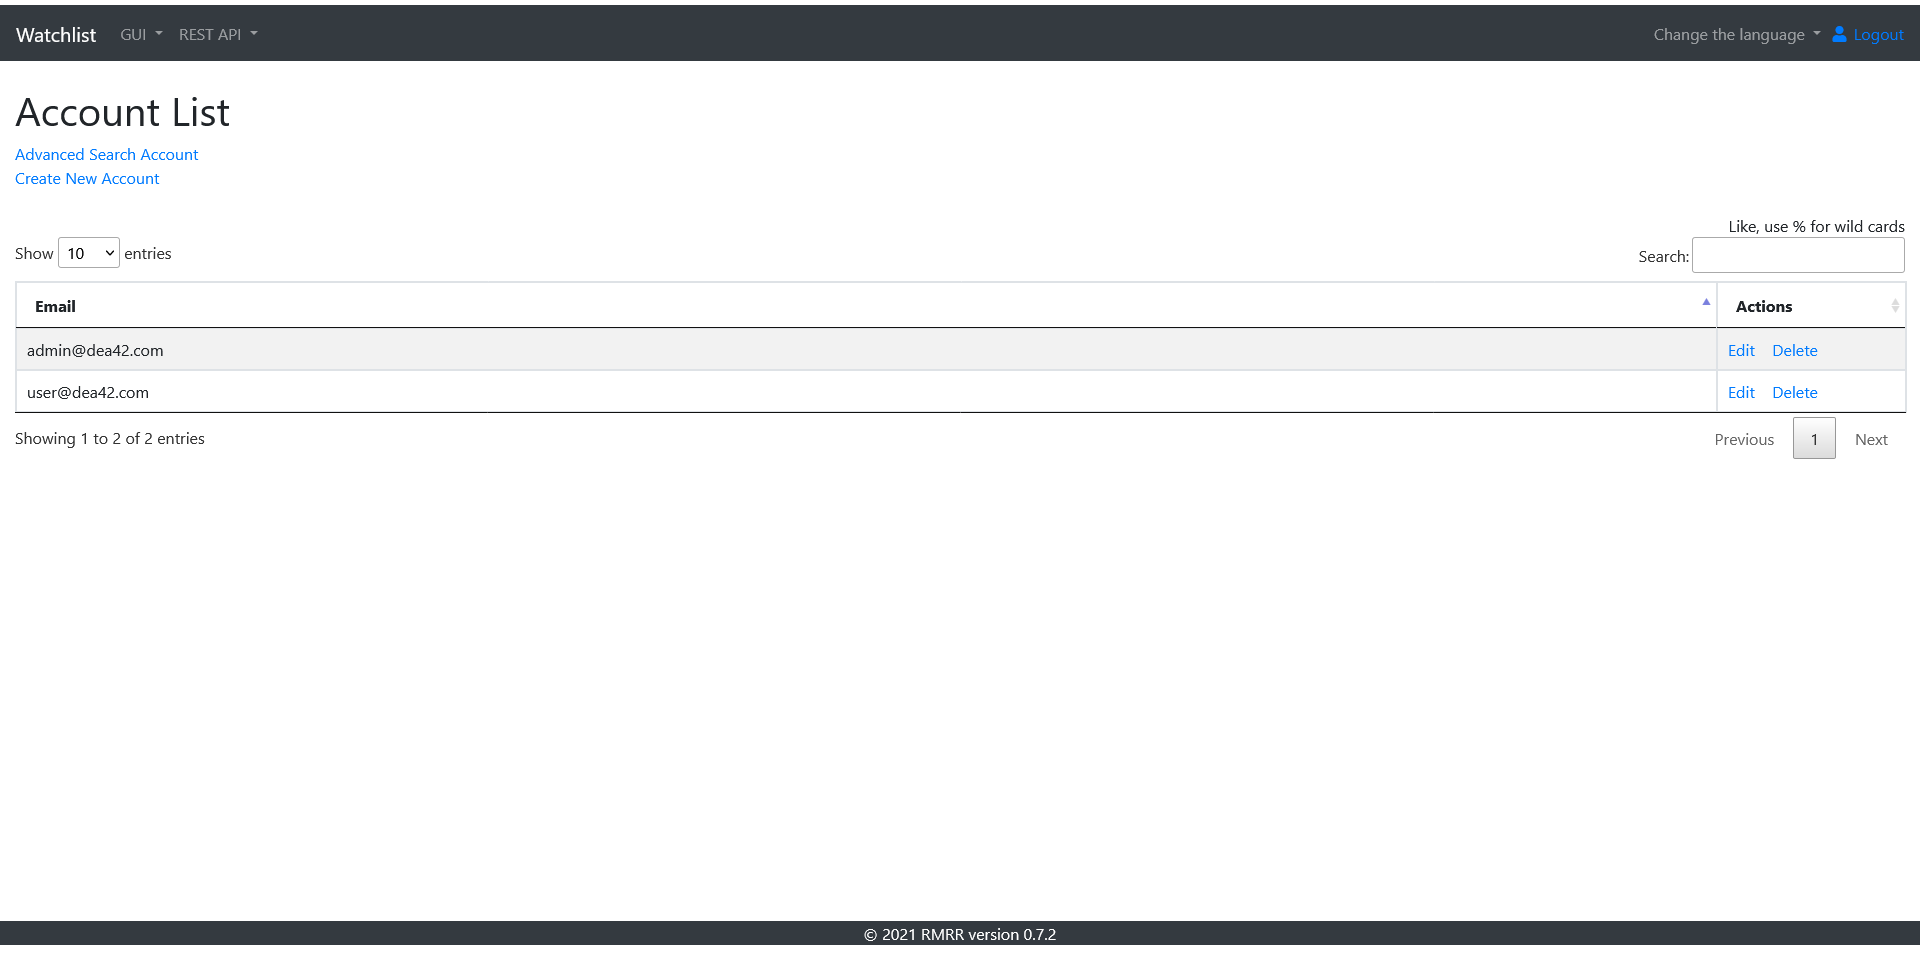 Watchlist GUI REST API Change the language Logout
Account List
Advanced Search Account
Create New Account
Like, use % for wild cards
Show 10 entries Search:
Email Actions
admin@dea42.com Edit Delete
user@dea42.com Edit Delete
Showing 1 to 2 of 2 entries Previous 1 Next
© 2021 RMRR version 0.7.2